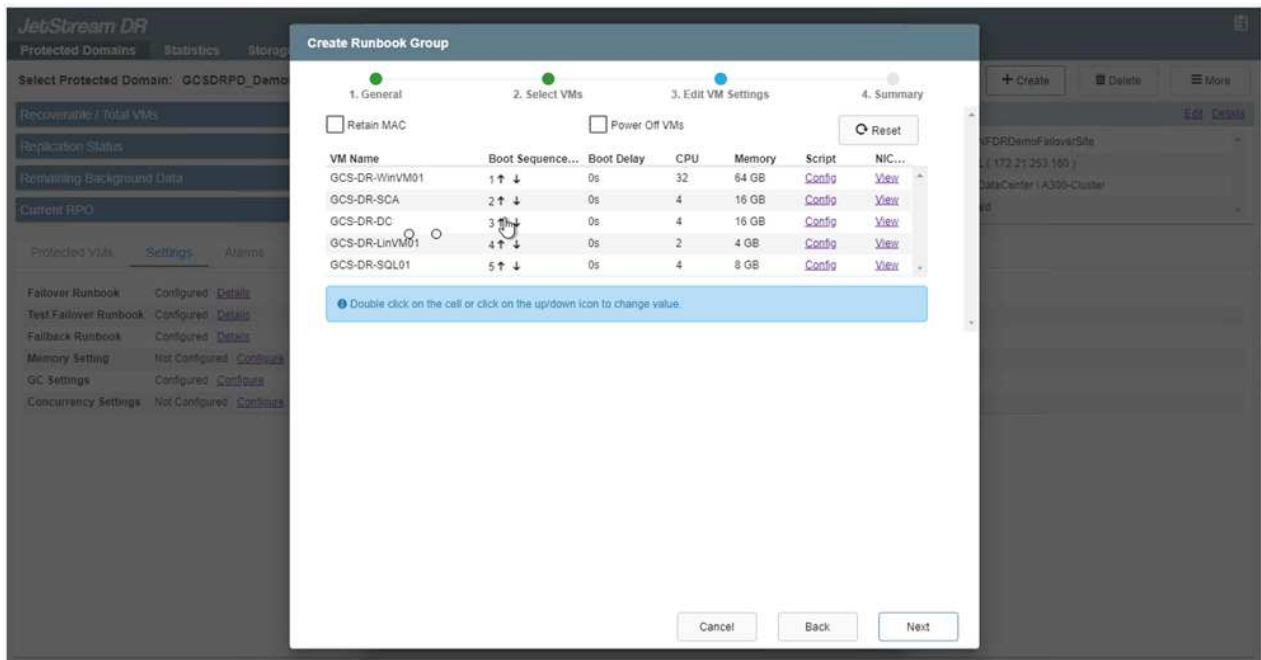 JetStream DR
Protected Domains Statistics Storag
Select Protected Domain: GCSDRPD_Demo
+ Create Delete More
Recoverable / Total VMs
Edit Details
Replication Status
Remaining Background Data
Current RPO
( 172.21.253.160 )
DataCenter \ A300-Cluster
Protected VMs Settings Alarms
Failover Runbook Configured Details
Test Failover Runbook Configured Details
Failback Runbook Configured Details
Memory Setting Not Configured Configure
GC Settings Configured Configure
Concurrency Settings Not Configured Configure
Create Runbook Group
1. General 2. Select VMs 3. Edit VM Settings 4. Summary
Retain MAC Power Off VMs Reset
VM Name Boot Sequence... Boot Delay CPU Memory Script NIC...
GCS-DR-WinVM01 1 ↑ ↓ 0s 32 64 GB Config View
GCS-DR-SCA 2 ↑ ↓ 0s 4 16 GB Config View
GCS-DR-DC 3 ↑ ↓ 0s 4 16 GB Config View
GCS-DR-LinVM01 4 ↑ ↓ 0s 2 4 GB Config View
GCS-DR-SQL01 5 ↑ ↓ 0s 4 8 GB Config View
Double click on the cell or click on the up/down icon to change value.
Cancel Back Next